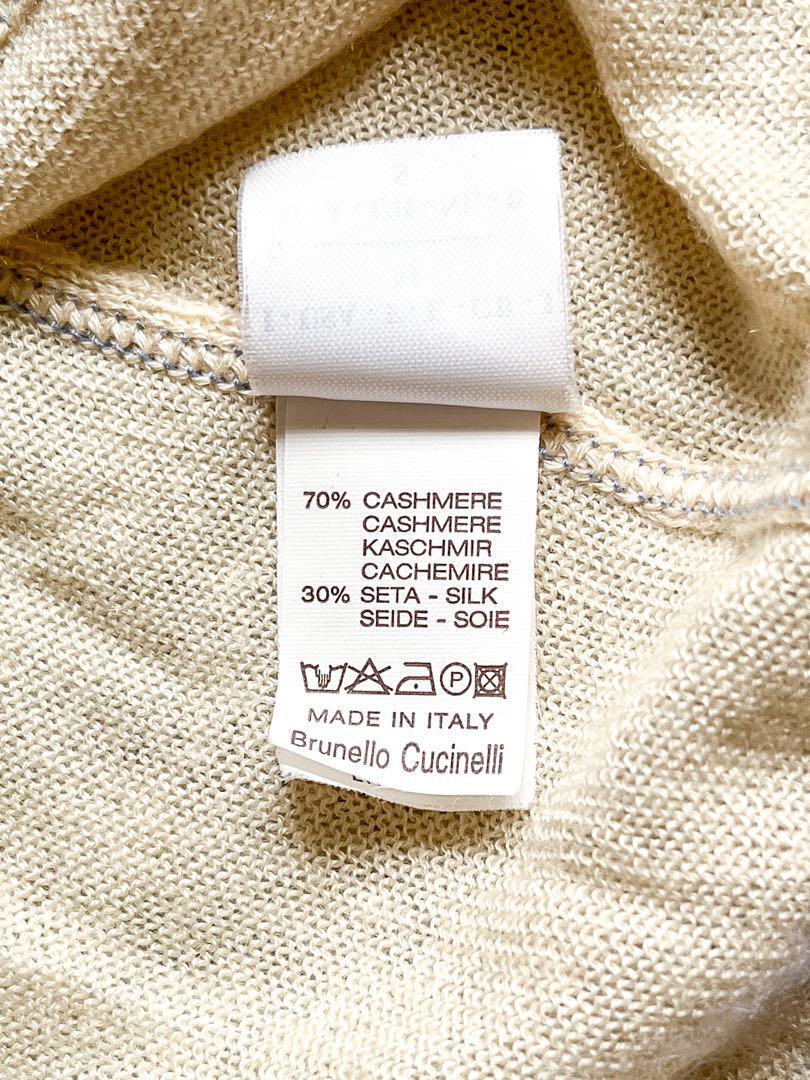 70% CASHMERE
CASHMERE
KASCHMIR
CACHEMIRE
30% SETA - SILK
SEIDE - SOIE
P
MADE IN ITALY
Brunello Cucinelli